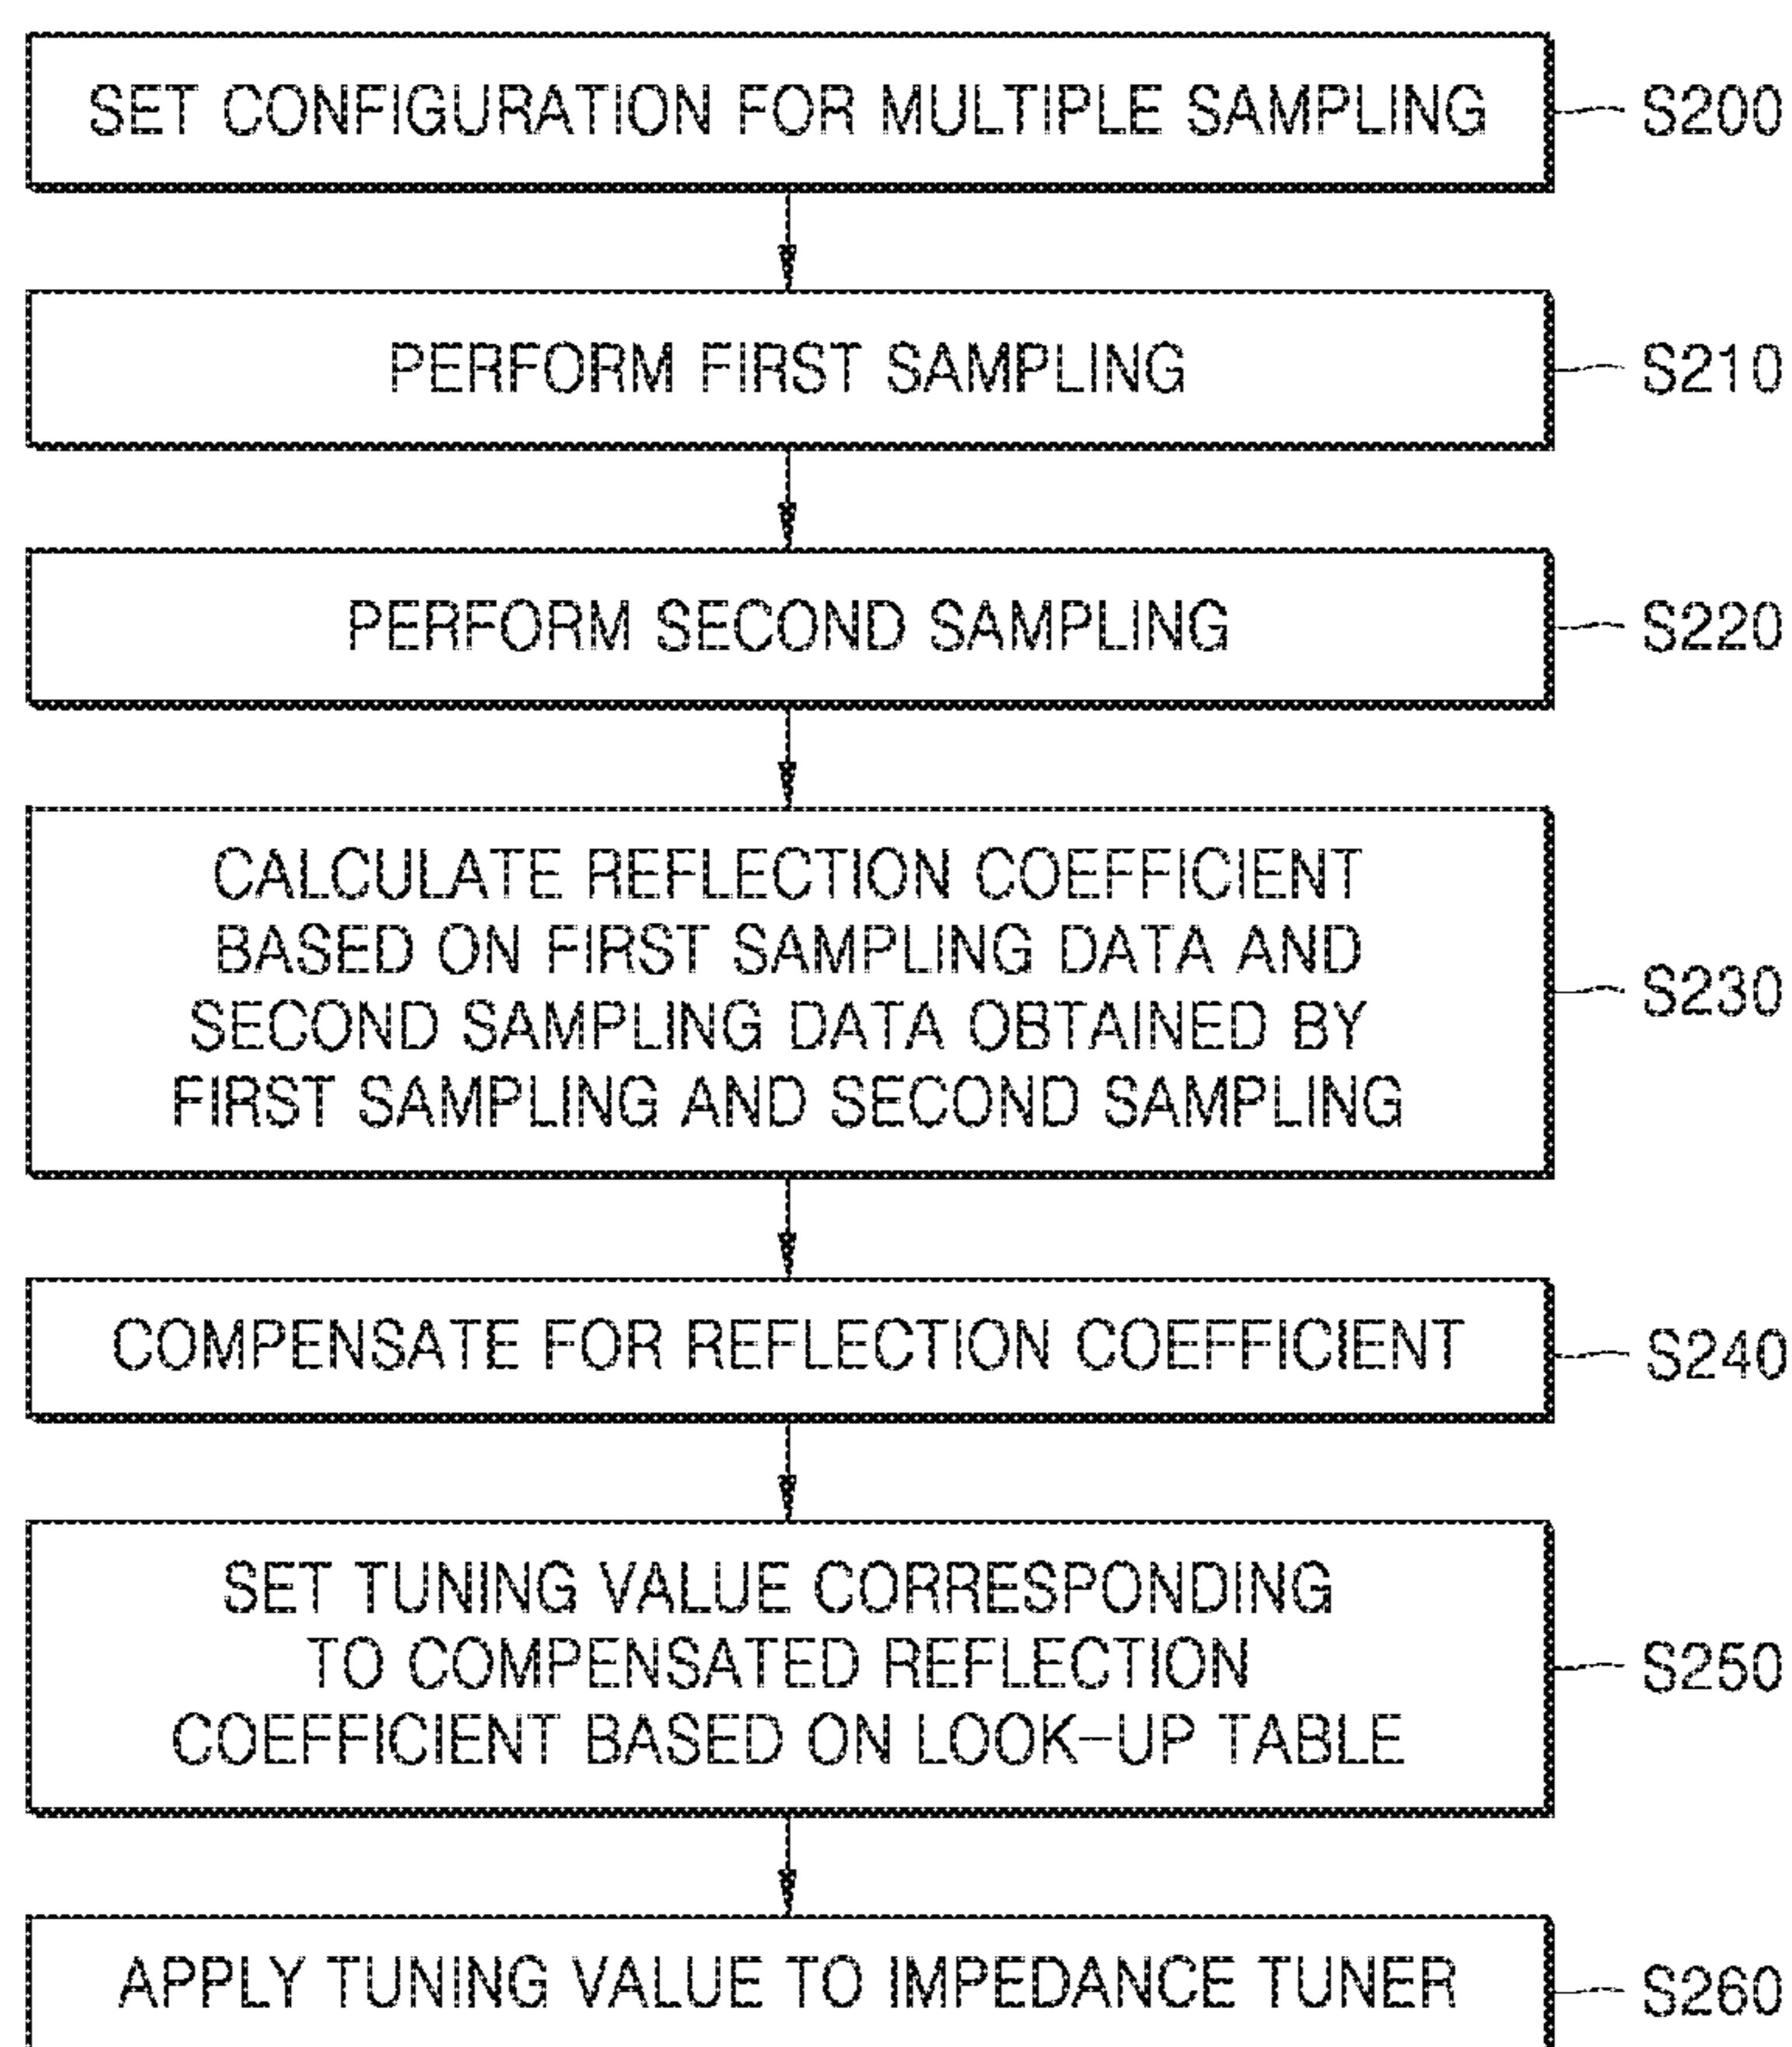 SET CONFIGURATION FOR MULTIPLE SAMPLING
S200
PERFORM FIRST SAMPLING
S210
PERFORM SECOND SAMPLING
S220
CALCULATE REFLECTION COEFFICIENT
BASED ON FIRST SAMPLING DATA AND
SECOND SAMPLING DATA OBTAINED BY
FIRST SAMPLING AND SECOND SAMPLING
S230
COMPENSATE FOR REFLECTION COEFFICIENT
S240
SET TUNING VALUE CORRESPONDING
TO COMPENSATED REFLECTION
COEFFICIENT BASED ON LOOK-UP TABLE
S250
APPLY TUNING VALUE TO IMPEDANCE TUNER
S260